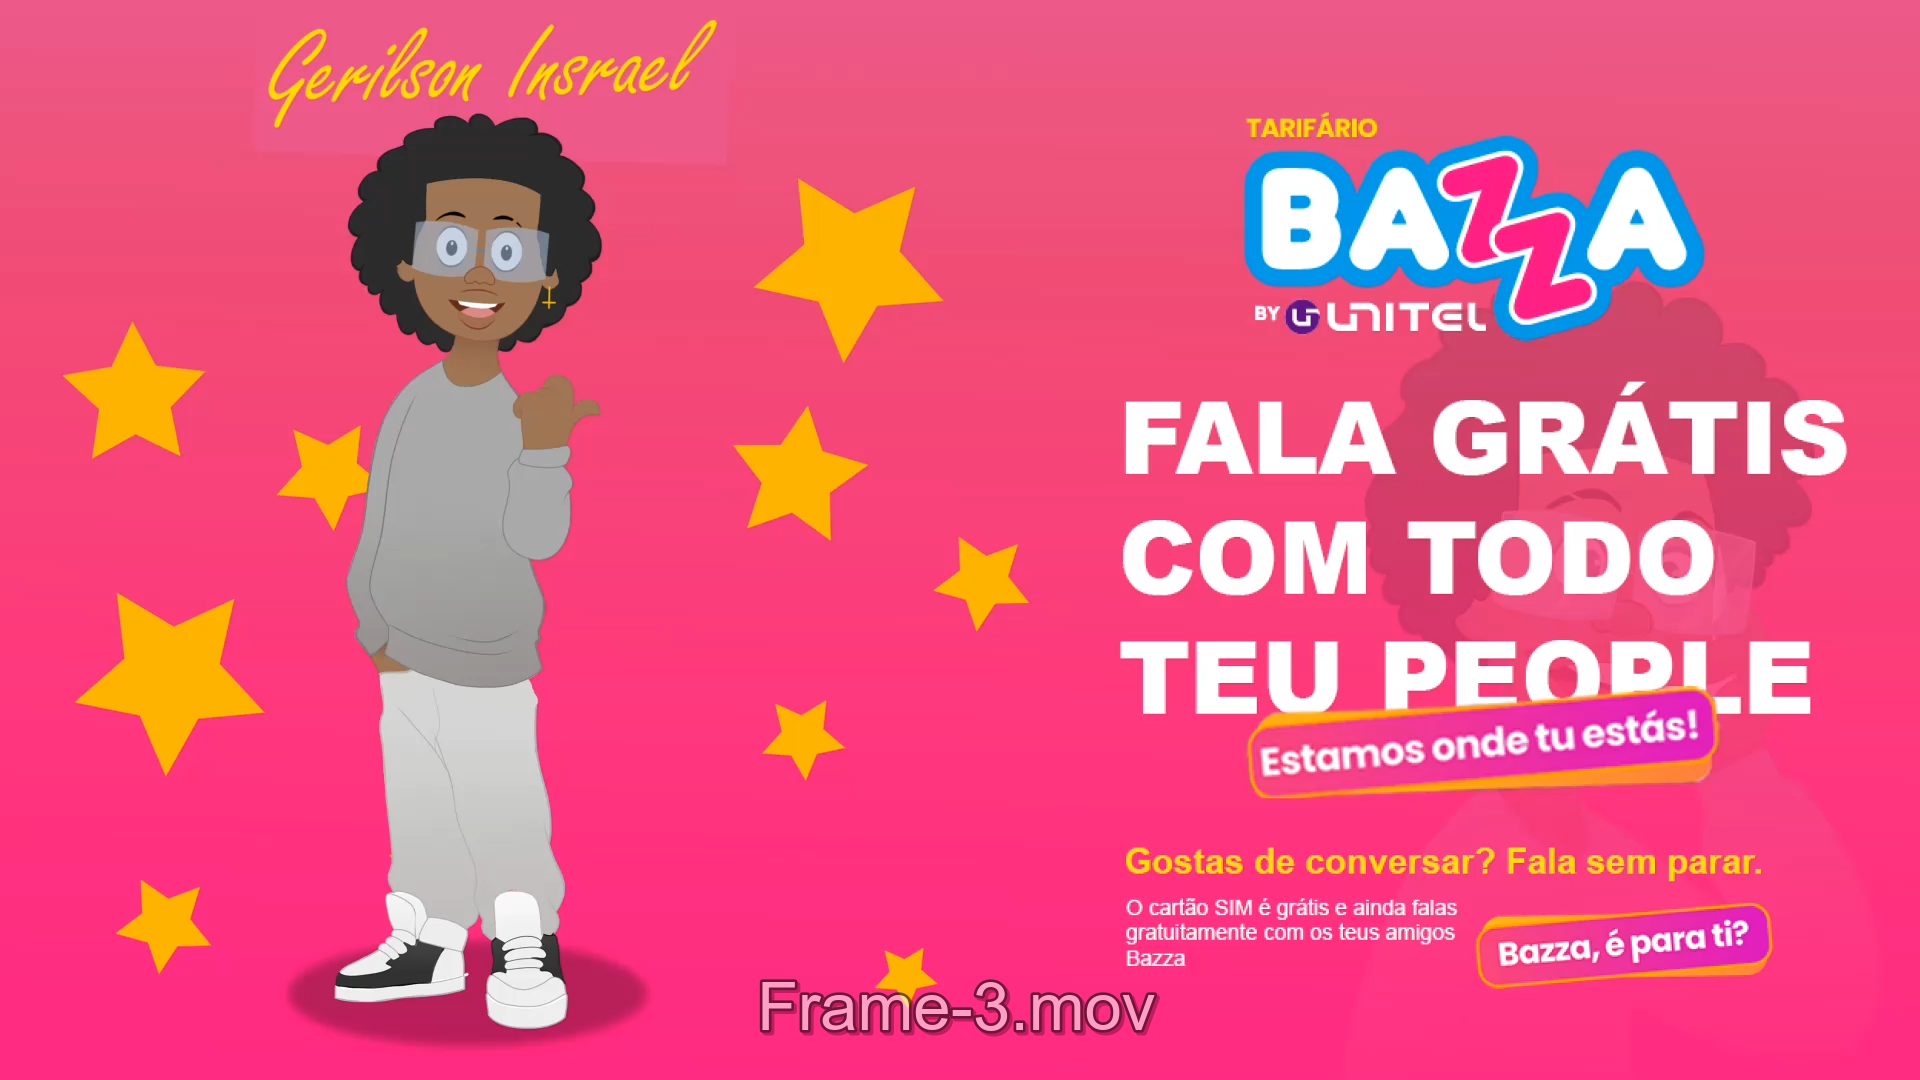 Gerilson Insrael
TARIFÁRIO
BAZZA
BY UNITEL
FALA GRÁTIS
COM TODO
TEU PEOPLE
Estamos onde tu estás!
Gostas de conversar? Fala sem parar.
O cartão SIM é grátis e ainda falas
gratuitamente com os teus amigos
Bazza
Bazza, é para ti?
Frame-3.mov